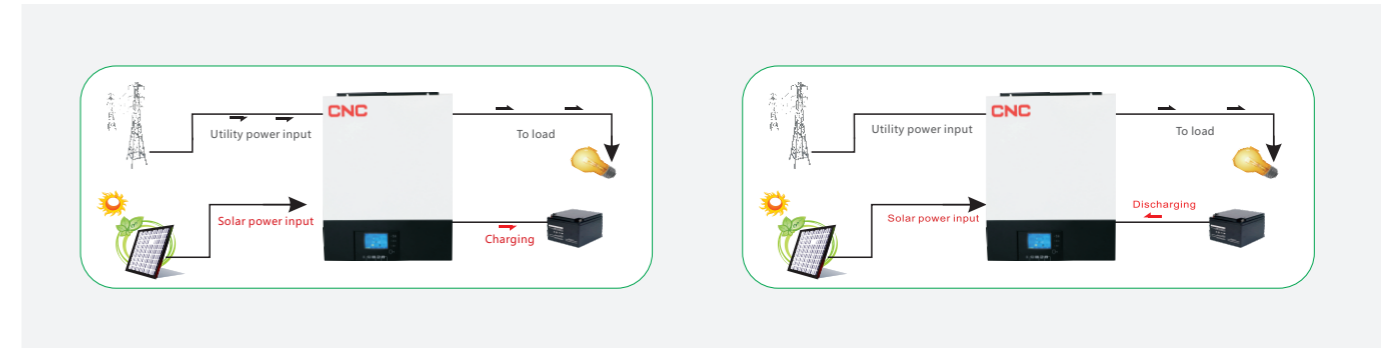 CNC
Utility power input
To load
Solar power input
Charging
CNC
Utility power input
To load
Discharging
Solar power input